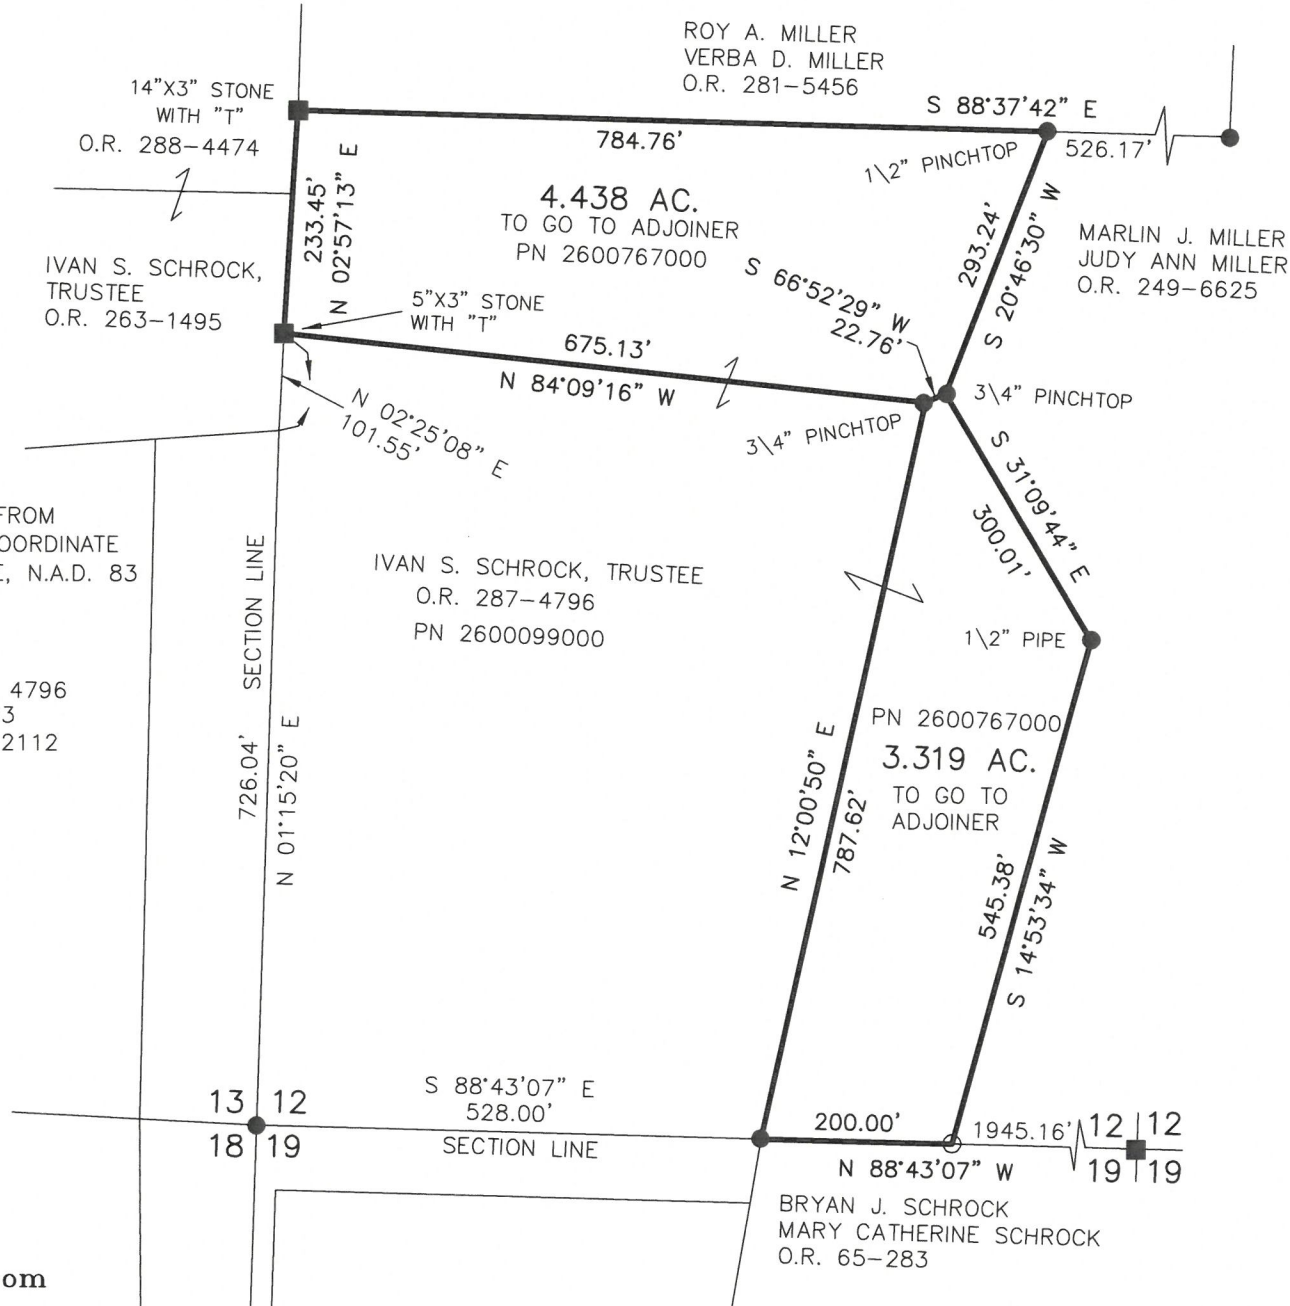 ROY A. MILLER
VERBA D. MILLER
O.R. 281-5456
14"X3" STONE
WITH "T"
O.R. 288-4474
S 88°37'42" E
784.76'
526.17'
1\2" PINCHTOP
233.45'
N 02°57'13" E
4.438 AC.
TO GO TO ADJOINER
PN 2600767000
293.24'
S 20°46'30" W
MARLIN J. MILLER
JUDY ANN MILLER
O.R. 249-6625
IVAN S. SCHROCK,
TRUSTEE
O.R. 263-1495
S 66°52'29" W
22.76'
5"X3" STONE
WITH "T"
675.13'
N 84°09'16" W
3\4" PINCHTOP
3\4" PINCHTOP
N 02°25'08" E
101.55'
S 31°09'44" E
300.01'
FROM
OORDINATE
E, N.A.D. 83
IVAN S. SCHROCK, TRUSTEE
O.R. 287-4796
PN 2600099000
SECTION LINE
1\2" PIPE
4796
3
2112
726.04'
N 01°15'20" E
PN 2600767000
3.319 AC.
TO GO TO
ADJOINER
N 12°00'50" E
787.62'
545.38'
S 14°53'34" W
13 12
18 19
S 88°43'07" E
528.00'
SECTION LINE
200.00'
N 88°43'07" W
1945.16'
12 12
19 19
BRYAN J. SCHROCK
MARY CATHERINE SCHROCK
O.R. 65-283
om